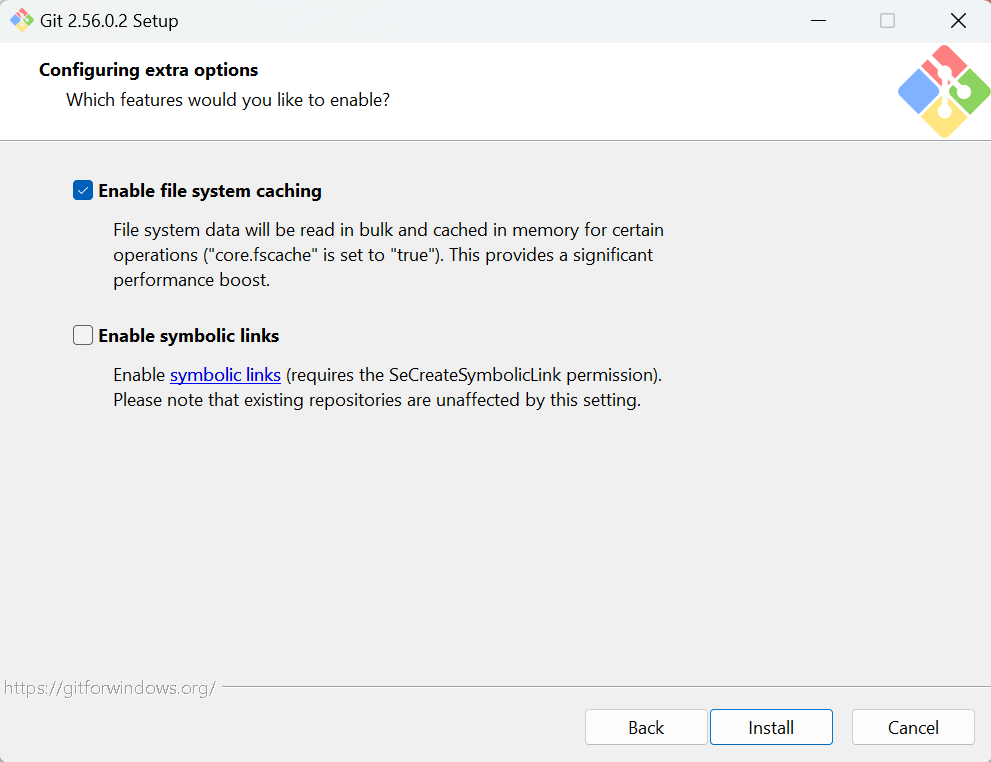 Git 2.56.0.2 Setup
Configuring extra options
Which features would you like to enable?
Enable file system caching
File system data will be read in bulk and cached in memory for certain
operations ("core.fscache" is set to "true"). This provides a significant
performance boost.
Enable symbolic links
Enable symbolic links (requires the SeCreateSymbolicLink permission).
Please note that existing repositories are unaffected by this setting.
https://gitforwindows.org/
Back
Install
Cancel